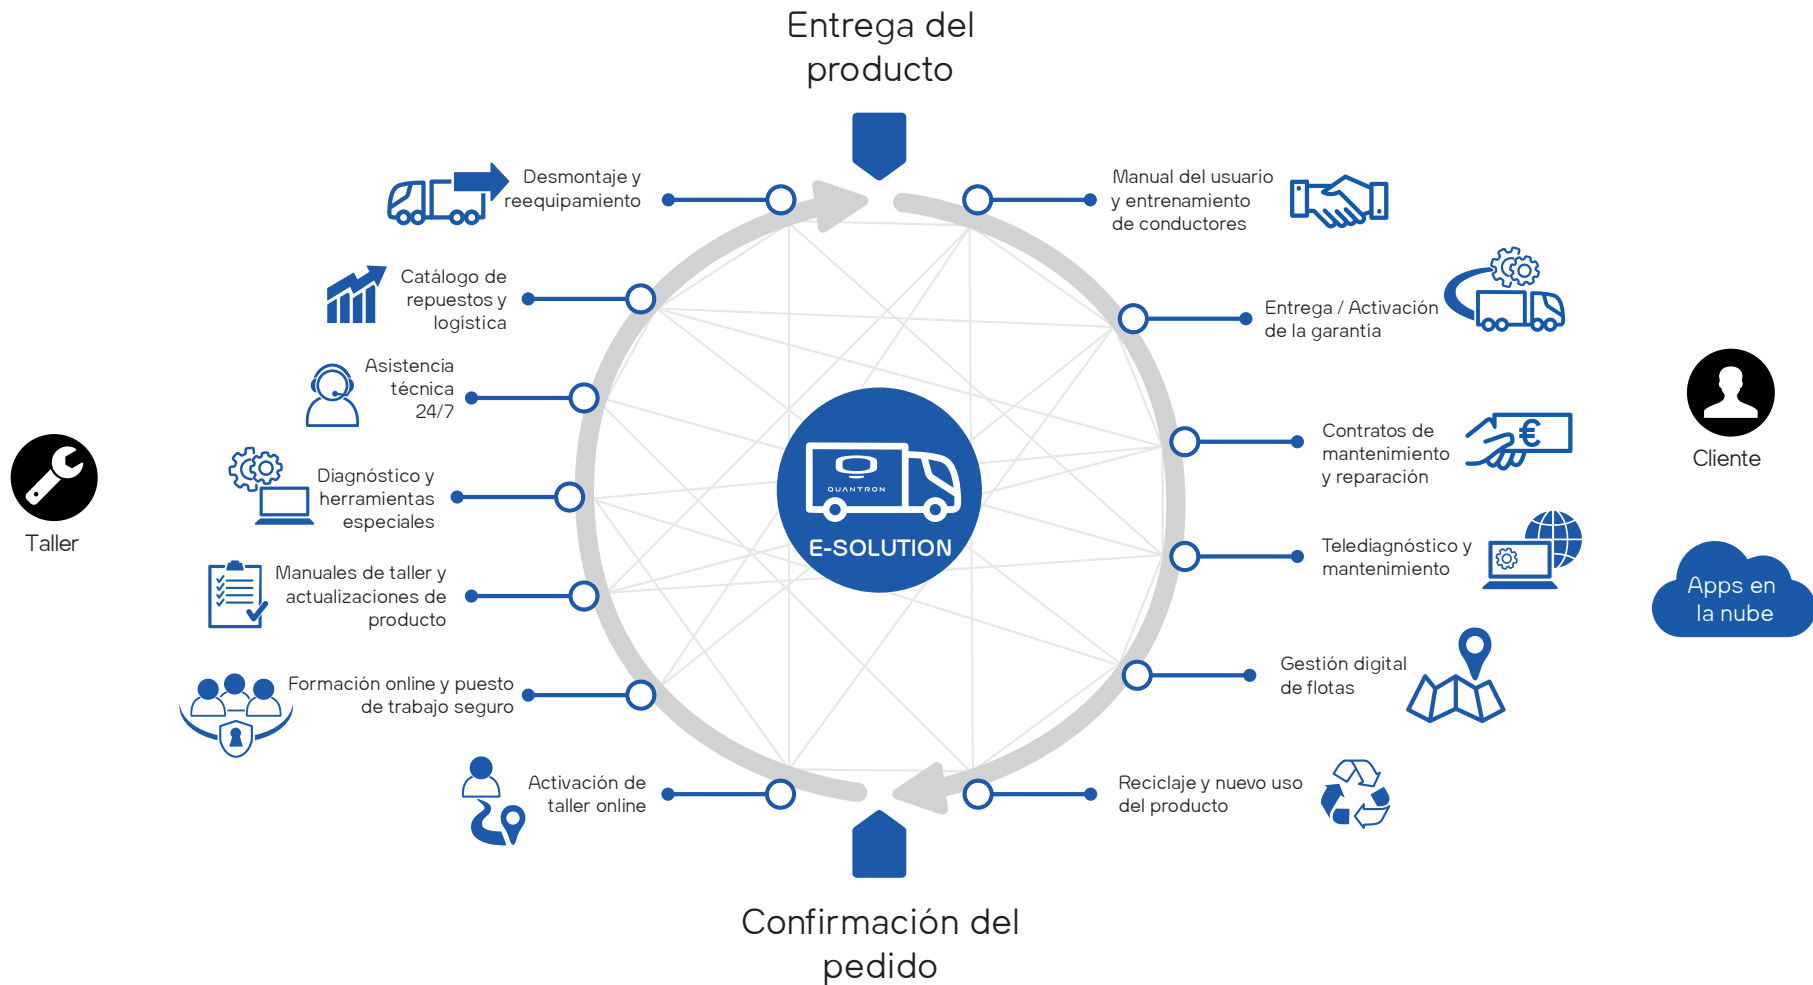 Entrega del
producto
Desmontaje y
reequipamiento
Catálogo de
repuestos y
logística
Asistencia
técnica
24/7
Diagnóstico y
herramientas
especiales
Manuales de taller y
actualizaciones de
producto
Formación online y puesto
de trabajo seguro
Activación de
taller online
Taller
QUANTRON
E-SOLUTION
Manual del usuario
y entrenamiento
de conductores
Entrega / Activación
de la garantía
Contratos de
mantenimiento
y reparación
€
Telediagnóstico y
mantenimiento
Gestión digital
de flotas
Reciclaje y nuevo uso
del producto
Cliente
Apps en
la nube
Confirmación del
pedido